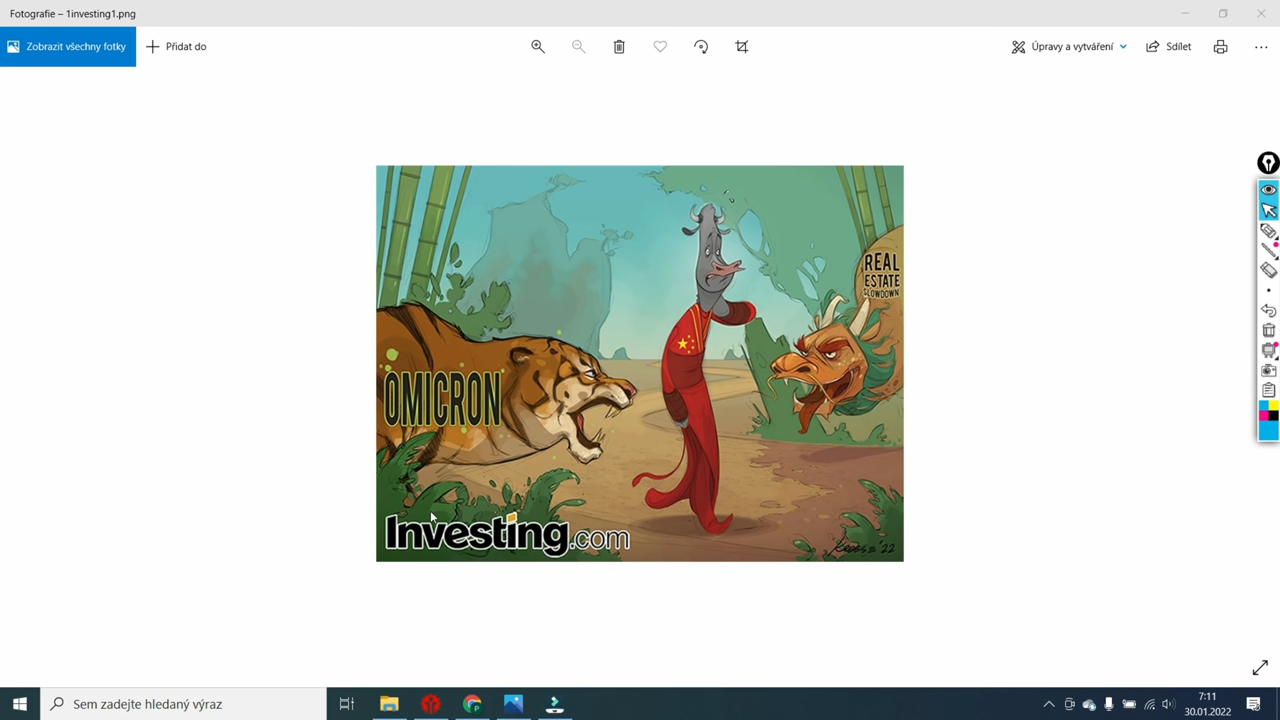 Fotografie – 1investing1.png
Zobrazit všechny fotky
Přidat do
Úpravy a vytváření
Sdílet
REAL
ESTATE
SLOWDOWN
OMICRON
Investing.com
Sem zadejte hledaný výraz
7:11
30.01.2022